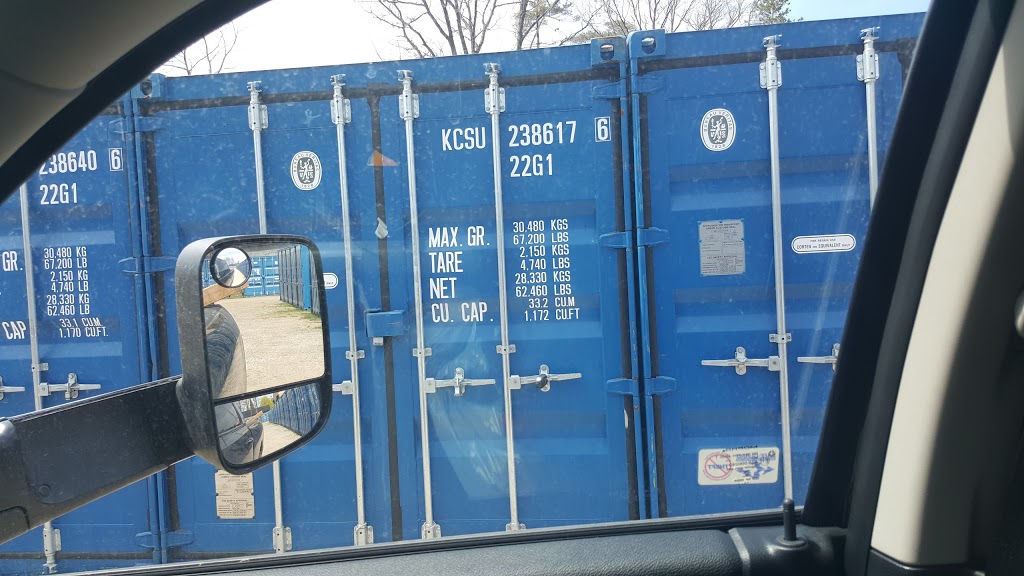 238640 6
22G1
GR. 30.480 KG
67.200 LB
2.150 KG
4.740 LB
28.330 KG
62.460 LB
CAP 33.1 CU.M
1.170 CU.FT.
KCSU 238617 6
22G1
MAX. GR. 30.480 KGS
67.200 LBS
TARE 2.150 KGS
4.740 LBS
NET 28.330 KGS
62.460 LBS
CU. CAP. 33.2 CU.M
1.172 CU.FT
CORTEN OR EQUIVALENT ONLY